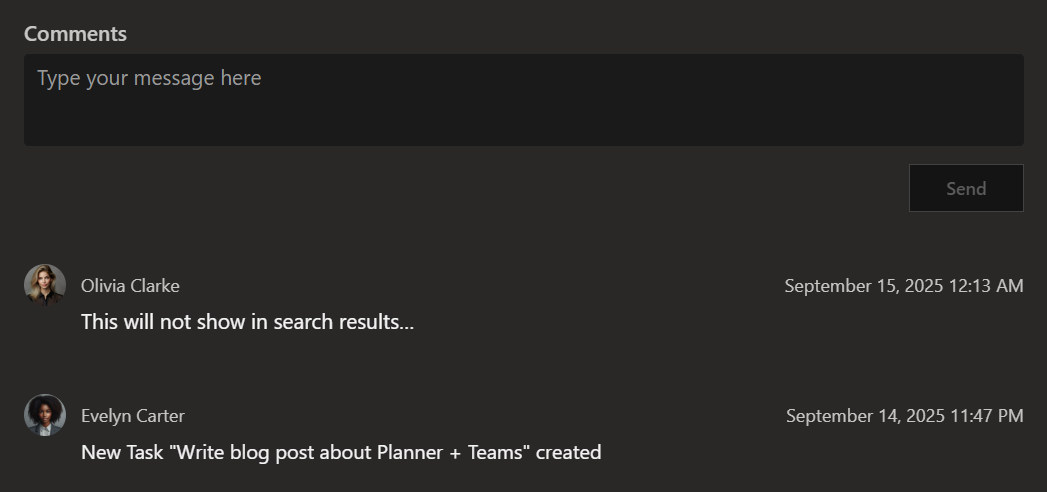 Comments
Type your message here
Send
Olivia Clarke
September 15, 2025 12:13 AM
This will not show in search results...
Evelyn Carter
September 14, 2025 11:47 PM
New Task "Write blog post about Planner + Teams" created